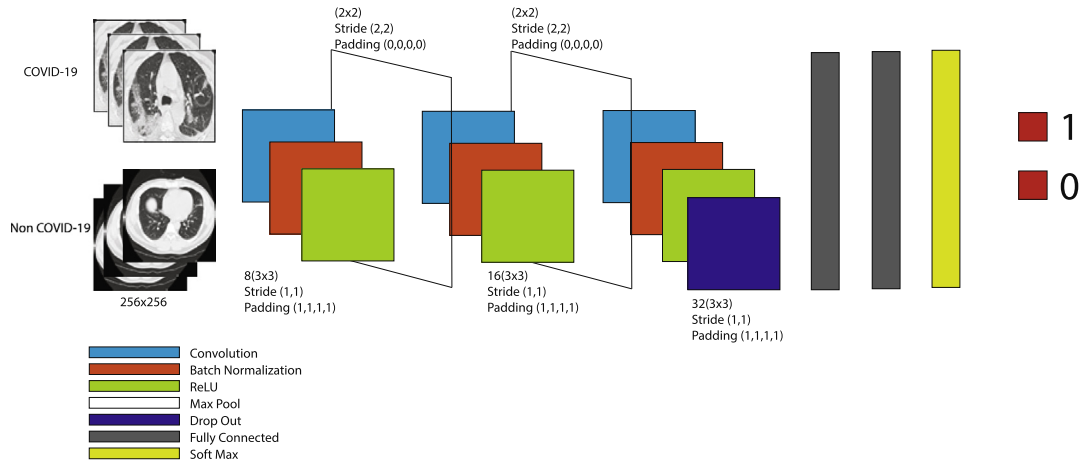 COVID-19
Non COVID-19
256x256
(2x2)
Stride (2,2)
Padding (0,0,0,0)
(2x2)
Stride (2,2)
Padding (0,0,0,0)
8(3x3)
Stride (1,1)
Padding (1,1,1,1)
16(3x3)
Stride (1,1)
Padding (1,1,1,1)
32(3x3)
Stride (1,1)
Padding (1,1,1,1)
1
0
Convolution
Batch Normalization
ReLU
Max Pool
Drop Out
Fully Connected
Soft Max